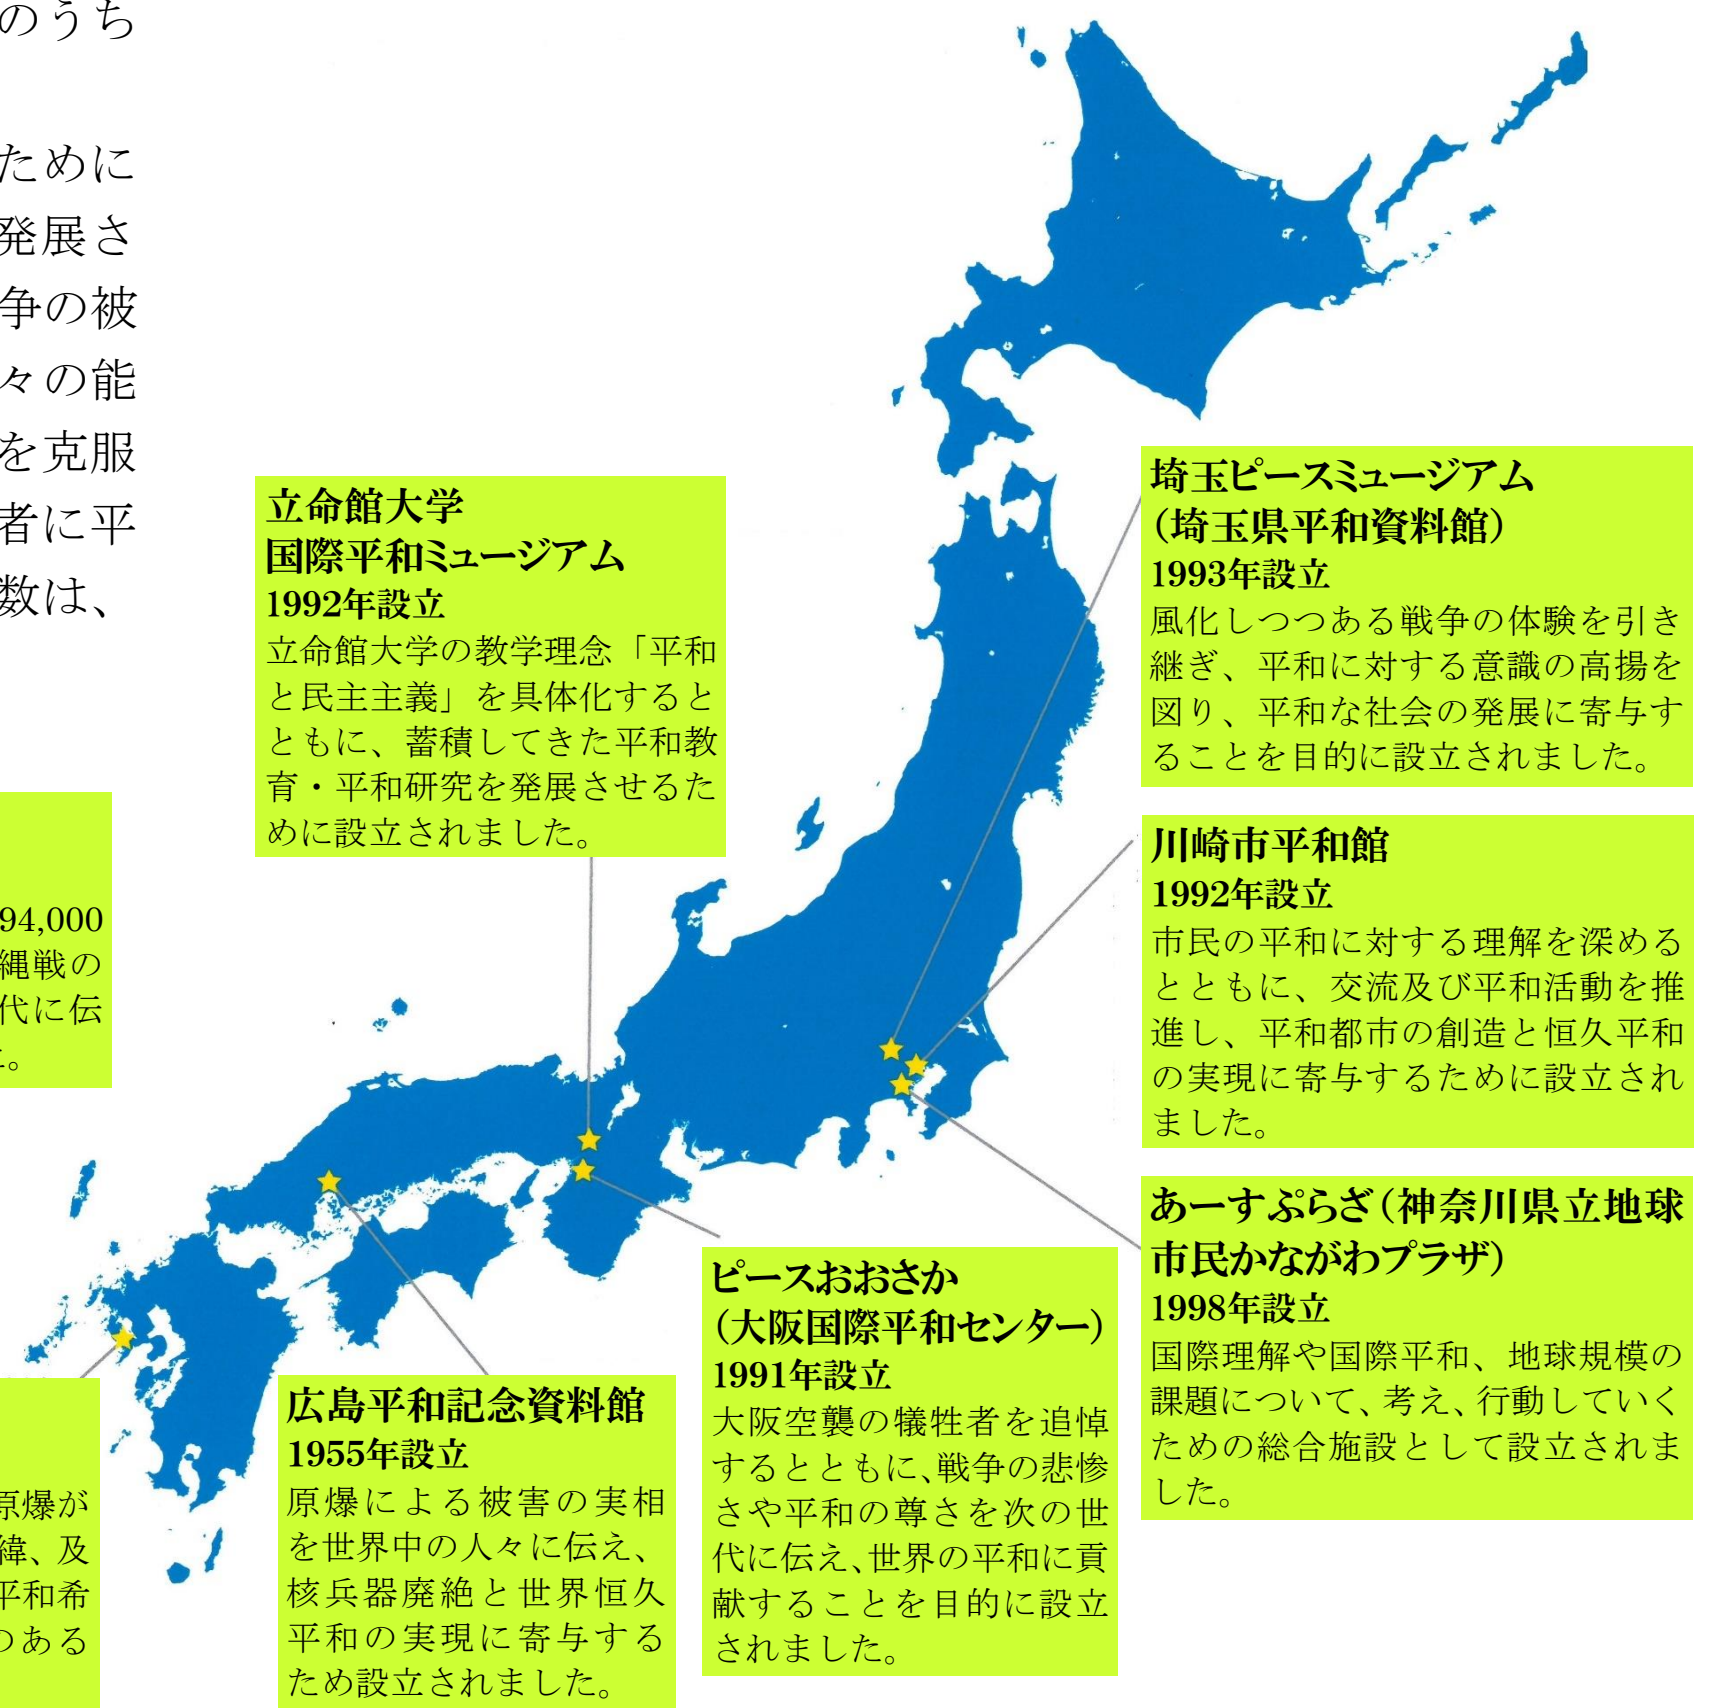 のうち
ために
発展さ
争の被
々の能
を克服
者に平
数は、
94,000
縄戦の
代に伝
た。
原爆が
緯、及
平和希
のある
立命館大学
国際平和ミュージアム
1992年設立
立命館大学の教学理念「平和
と民主主義」を具体化すると
ともに、蓄積してきた平和教
育・平和研究を発展させるた
めに設立されました。
広島平和記念資料館
1955年設立
原爆による被害の実相
を世界中の人々に伝え、
核兵器廃絶と世界恒久
平和の実現に寄与する
ため設立されました。
ピースおおさか
（大阪国際平和センター）
1991年設立
大阪空襲の犠牲者を追悼
するとともに、戦争の悲惨
さや平和の尊さを次の世
代に伝え、世界の平和に貢
献することを目的に設立
されました。
埼玉ピースミュージアム
（埼玉県平和資料館）
1993年設立
風化しつつある戦争の体験を引き
継ぎ、平和に対する意識の高揚を
図り、平和な社会の発展に寄与す
ることを目的に設立されました。
川崎市平和館
1992年設立
市民の平和に対する理解を深める
とともに、交流及び平和活動を推
進し、平和都市の創造と恒久平和
の実現に寄与するために設立され
ました。
あーすぷらざ（神奈川県立地球
市民かながわプラザ）
1998年設立
国際理解や国際平和、地球規模の
課題について、考え、行動していく
ための総合施設として設立されま
した。